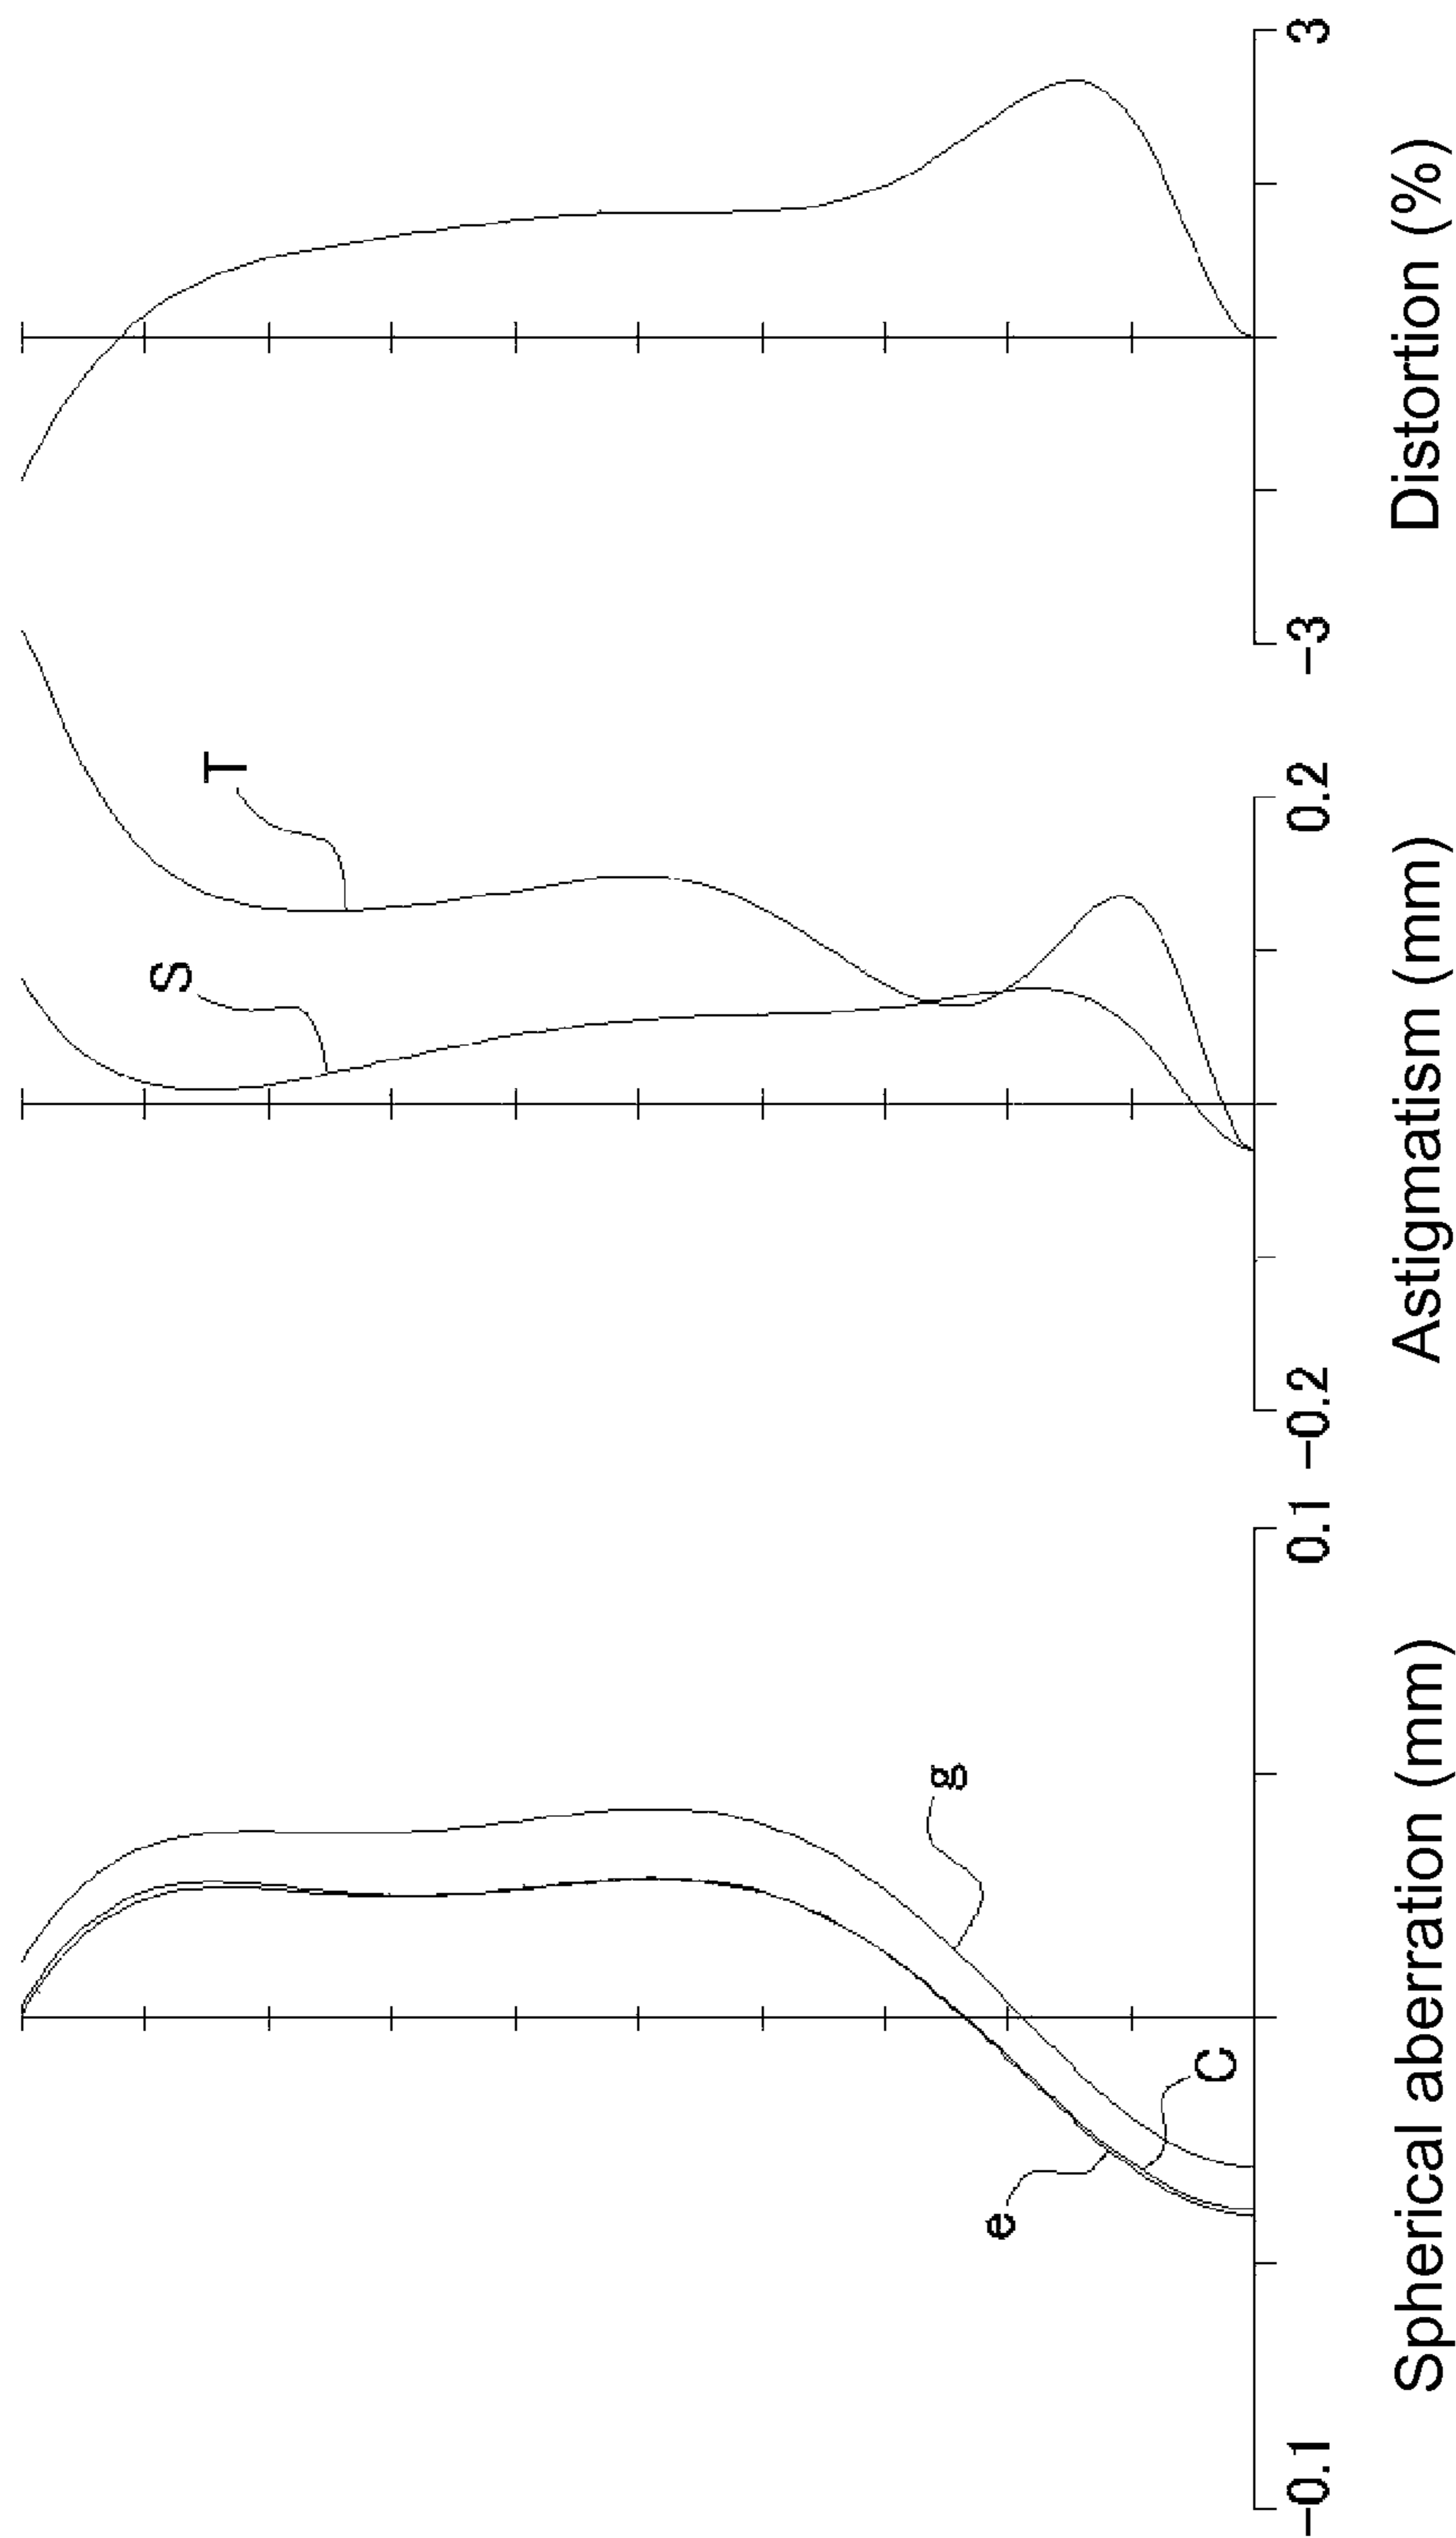 e
C
g
-0.1
0.1
Spherical aberration (mm)
S
T
-0.2
0.2
Astigmatism (mm)
-3
3
Distortion (%)